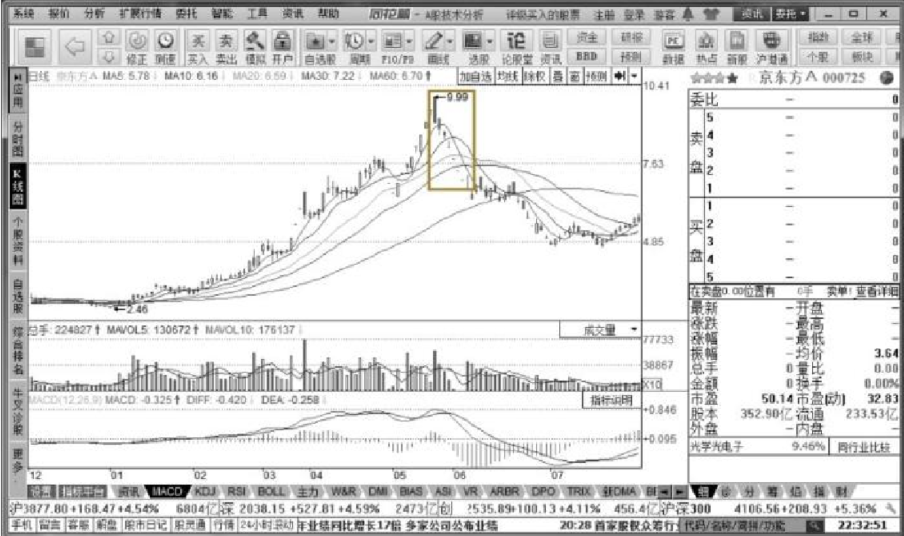 系统 报价 分析 扩展行情 委托 智能 工具 资讯 帮助 同花顺 - A股技术分析 评级买入的股票 注册 登录 游客 资讯 委托
修正 测速 买入 卖出 模拟 开户 自选股 周期 F10/F9 画线 选股 论股堂 资讯 资金 BBD 研报 预测 数据 热点 新股 沪港通 指数 个股 全球 板块
日线 京东方A MA5: 5.78↓ MA10: 6.16↓ MA20: 6.59↓ MA30: 7.22↓ MA60: 6.70↑ 加自选 均线 除权 叠 窗 预测
京东方A 000725
应用
分时图
K线图
个股资料
自选股
综合排名
牛叉诊股
更多
10.41
9.99
7.63
4.85
2.46
委比 - 0
卖盘
5 - 0
4 - 0
3 - 0
2 - 0
1 - 0
买盘
1 - 0
2 - 0
3 - 0
4 - 0
5 - 0
在卖盘0.00位置有 0手 卖单! 查看详细
最新 - 开盘 -
涨跌 - 最高 -
涨幅 - 最低 -
振幅 - 均价 3.64
总手 0 量比 0.00
金额 0 换手 0.00%
市盈 50.14 市盈(动) 32.83
股本 352.90亿 流通 233.53亿
外盘 - 内盘 -
光学光电子 9.46% 同行业比较
总手: 224827↑ MAVOL5: 130672↑ MAVOL10: 176137↓ 成交量
77733
38867
X10
MACD(12,26,9) MACD: -0.325↑ DIFF: -0.420↓ DEA: -0.258↓ 指标说明
+0.846
+0.095
12 01 02 03 04 05 06 07
设置 指标平台 资讯 MACD KDJ RSI BOLL 主力 W&R DMI BIAS ASI VR ARBR DPO TRIX 新DMA
细 诊 分 筹 焰 指 财
沪3877.80 +168.47 +4.54% 6804亿 深 2038.15 +527.81 +4.59% 2473亿 创 2535.89 +100.13 +4.11% 456.4亿 沪深300 4106.56 +208.93 +5.36%
手机 留言 客服 解盘 股市日记 股灵通 行情 24小时滚动 年业结同比增长17倍 多家公司公布业结 20:28 首家股权众筹行 代码/名称/简拼/功能 22:32:51